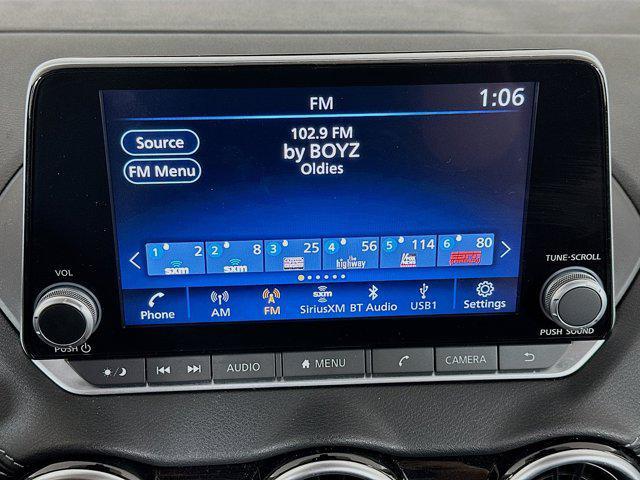 FM 1:06
Source
102.9 FM
by BOYZ
Oldies
FM Menu
1 2 2 8 3 25 4 56 5 114 6 80
sxm sxm the highway FOX
Phone AM FM SiriusXM BT Audio USB1 Settings
sxm
VOL
PUSH
TUNE-SCROLL
PUSH SOUND
AUDIO MENU CAMERA